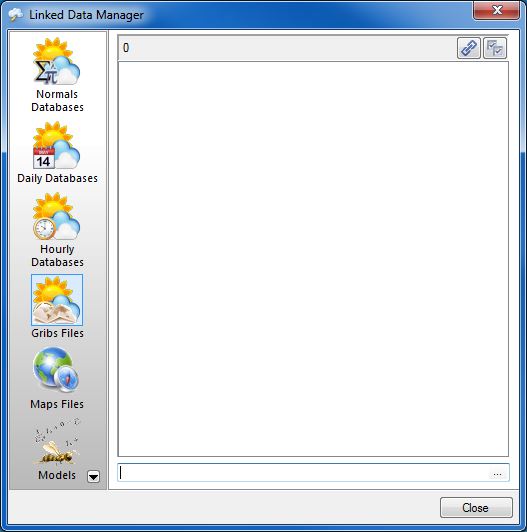 Linked Data Manager
0
Normals
Databases
14
Daily Databases
Hourly
Databases
Gribs Files
Maps Files
Models
...
Close